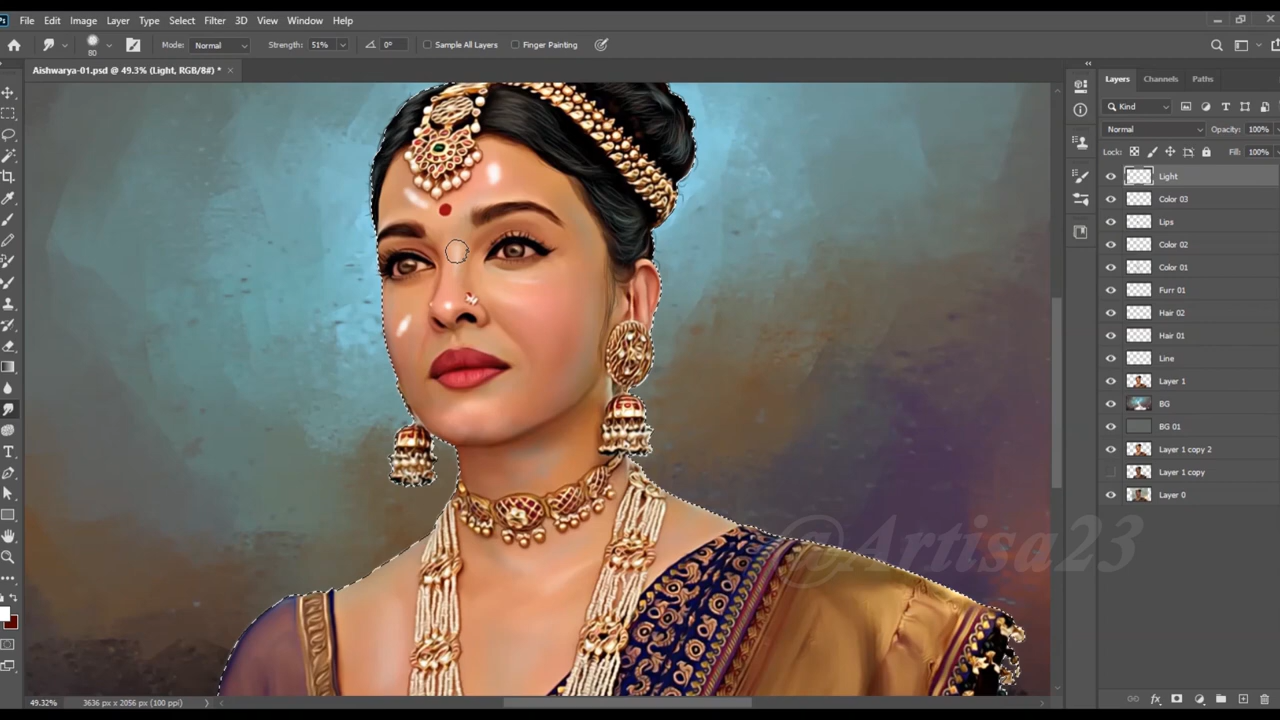 Ps File Edit Image Layer Type Select Filter 3D View Window Help
80 Mode: Normal Strength: 51% 0° Sample All Layers Finger Painting
Aishwarya-01.psd @ 49.3% (Light, RGB/8#) * ×
Layers Channels Paths
Kind
Normal Opacity: 100%
Lock: Fill: 100%
Light
Color 03
Lips
Color 02
Color 01
Furr 01
Hair 02
Hair 01
Line
Layer 1
BG
BG 01
Layer 1 copy 2
Layer 1 copy
Layer 0
@Artisa23
49.32% 3636 px x 2056 px (100 ppi)